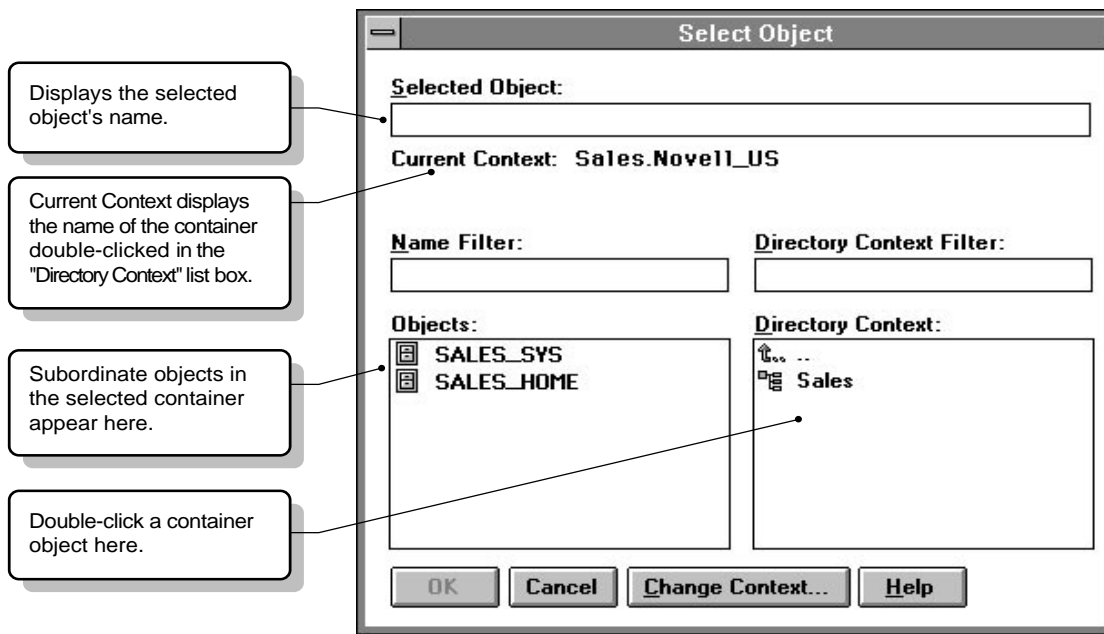 Select Object
Displays the selected
object's name.
Selected Object:
Current Context: Sales.Novell_US
Current Context displays
the name of the container
double-clicked in the
"Directory Context" list box.
Name Filter:
Directory Context Filter:
Objects:
SALES_SYS
SALES_HOME
Directory Context:
..
Sales
Subordinate objects in
the selected container
appear here.
Double-click a container
object here.
OK
Cancel
Change Context...
Help